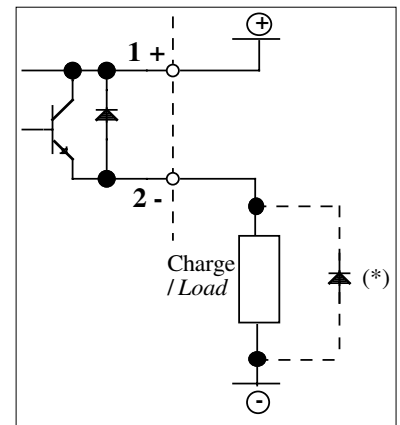 +
1 +
2 -
Charge
/ Load
(*)
-